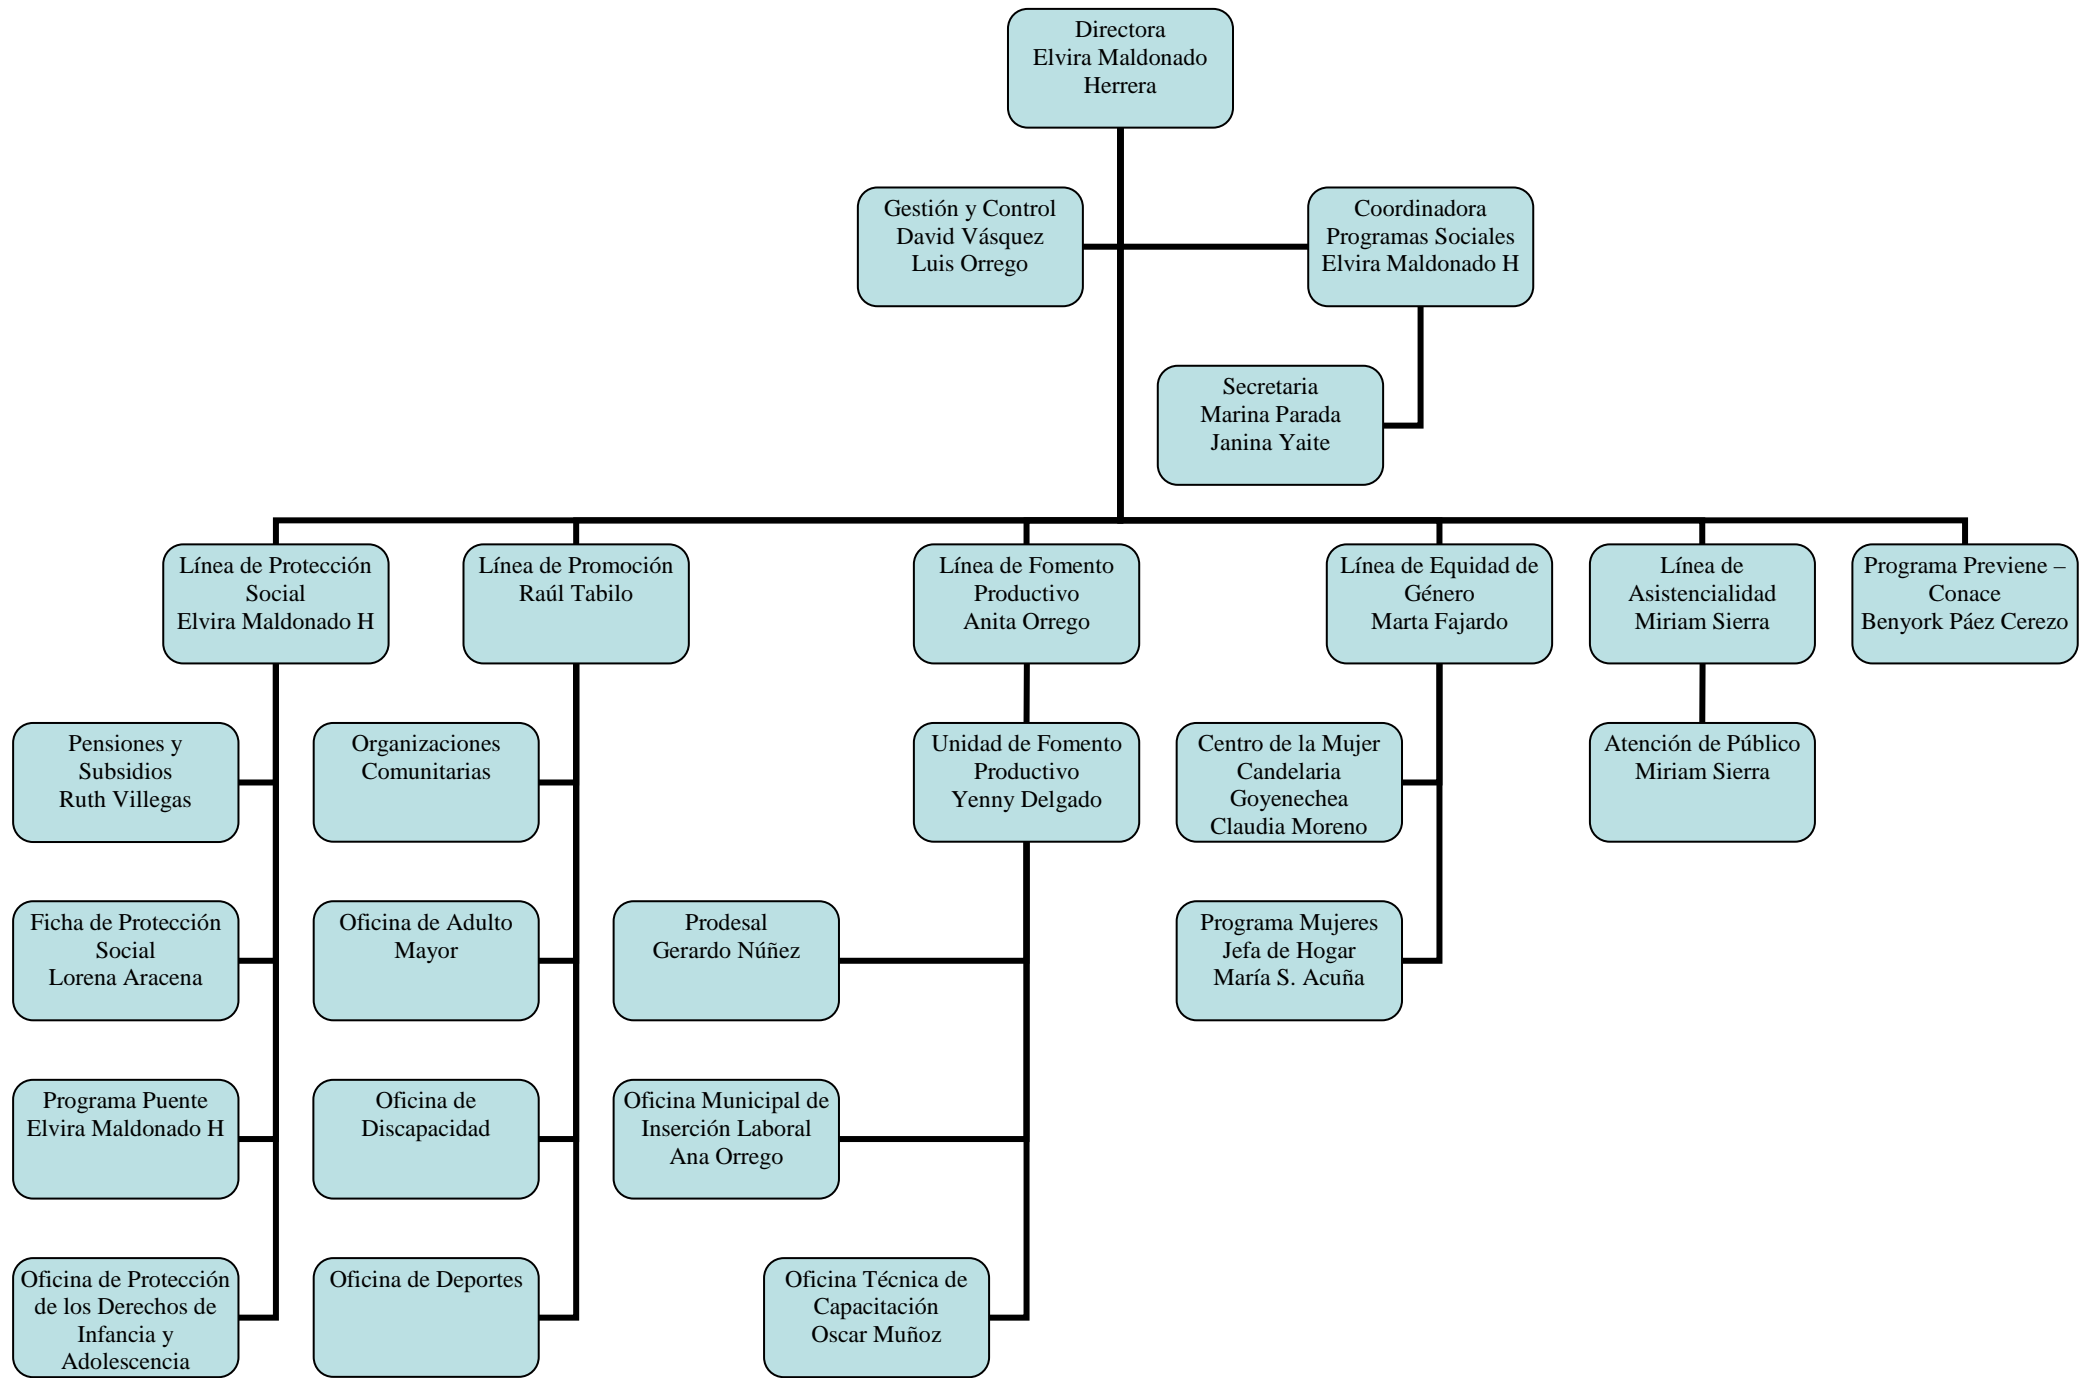 Directora
Elvira Maldonado
Herrera
Gestión y Control
David Vásquez
Luis Orrego
Coordinadora
Programas Sociales
Elvira Maldonado H
Secretaria
Marina Parada
Janina Yaite
Línea de Protección
Social
Elvira Maldonado H
Línea de Promoción
Raúl Tabilo
Línea de Fomento
Productivo
Anita Orrego
Línea de Equidad de
Género
Marta Fajardo
Línea de
Asistencialidad
Miriam Sierra
Programa Previene –
Conace
Benyork Páez Cerezo
Pensiones y
Subsidios
Ruth Villegas
Organizaciones
Comunitarias
Unidad de Fomento
Productivo
Yenny Delgado
Centro de la Mujer
Candelaria
Goyenechea
Claudia Moreno
Atención de Público
Miriam Sierra
Ficha de Protección
Social
Lorena Aracena
Oficina de Adulto
Mayor
Prodesal
Gerardo Núñez
Programa Mujeres
Jefa de Hogar
María S. Acuña
Programa Puente
Elvira Maldonado H
Oficina de
Discapacidad
Oficina Municipal de
Inserción Laboral
Ana Orrego
Oficina de Protección
de los Derechos de
Infancia y
Adolescencia
Oficina de Deportes
Oficina Técnica de
Capacitación
Oscar Muñoz